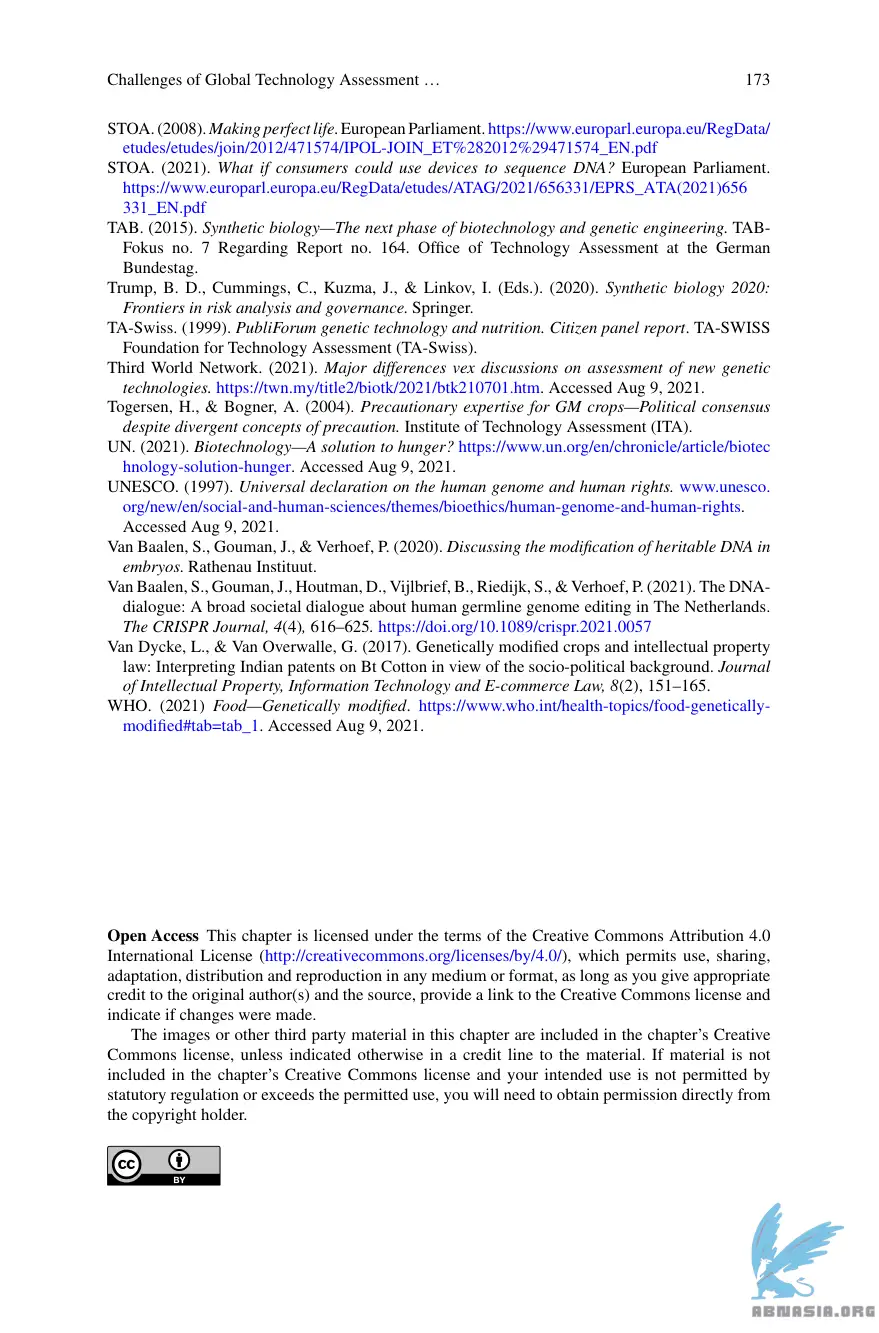 Challenges of Global Technology Assessment … 173
STOA. (2008). Making perfect life. European Parliament. https://www.europarl.europa.eu/RegData/
etudes/etudes/join/2012/471574/IPOL-JOIN_ET%282012%29471574_EN.pdf
STOA. (2021). What if consumers could use devices to sequence DNA? European Parliament.
https://www.europarl.europa.eu/RegData/etudes/ATAG/2021/656331/EPRS_ATA(2021)656
331_EN.pdf
TAB. (2015). Synthetic biology—The next phase of biotechnology and genetic engineering. TAB-
Fokus no. 7 Regarding Report no. 164. Office of Technology Assessment at the German
Bundestag.
Trump, B. D., Cummings, C., Kuzma, J., & Linkov, I. (Eds.). (2020). Synthetic biology 2020:
Frontiers in risk analysis and governance. Springer.
TA-Swiss. (1999). PubliForum genetic technology and nutrition. Citizen panel report. TA-SWISS
Foundation for Technology Assessment (TA-Swiss).
Third World Network. (2021). Major differences vex discussions on assessment of new genetic
technologies. https://twn.my/title2/biotk/2021/btk210701.htm. Accessed Aug 9, 2021.
Togersen, H., & Bogner, A. (2004). Precautionary expertise for GM crops—Political consensus
despite divergent concepts of precaution. Institute of Technology Assessment (ITA).
UN. (2021). Biotechnology—A solution to hunger? https://www.un.org/en/chronicle/article/biotec
hnology-solution-hunger. Accessed Aug 9, 2021.
UNESCO. (1997). Universal declaration on the human genome and human rights. www.unesco.
org/new/en/social-and-human-sciences/themes/bioethics/human-genome-and-human-rights.
Accessed Aug 9, 2021.
Van Baalen, S., Gouman, J., & Verhoef, P. (2020). Discussing the modification of heritable DNA in
embryos. Rathenau Instituut.
Van Baalen, S., Gouman, J., Houtman, D., Vijlbrief, B., Riedijk, S., & Verhoef, P. (2021). The DNA-
dialogue: A broad societal dialogue about human germline genome editing in The Netherlands.
The CRISPR Journal, 4(4), 616–625. https://doi.org/10.1089/crispr.2021.0057
Van Dycke, L., & Van Overwalle, G. (2017). Genetically modified crops and intellectual property
law: Interpreting Indian patents on Bt Cotton in view of the socio-political background. Journal
of Intellectual Property, Information Technology and E-commerce Law, 8(2), 151–165.
WHO. (2021) Food—Genetically modified. https://www.who.int/health-topics/food-genetically-
modified#tab=tab_1. Accessed Aug 9, 2021.
Open Access This chapter is licensed under the terms of the Creative Commons Attribution 4.0
International License (http://creativecommons.org/licenses/by/4.0/), which permits use, sharing,
adaptation, distribution and reproduction in any medium or format, as long as you give appropriate
credit to the original author(s) and the source, provide a link to the Creative Commons license and
indicate if changes were made.
The images or other third party material in this chapter are included in the chapter's Creative
Commons license, unless indicated otherwise in a credit line to the material. If material is not
included in the chapter's Creative Commons license and your intended use is not permitted by
statutory regulation or exceeds the permitted use, you will need to obtain permission directly from
the copyright holder.
cc
BY
ABNASIA.ORG